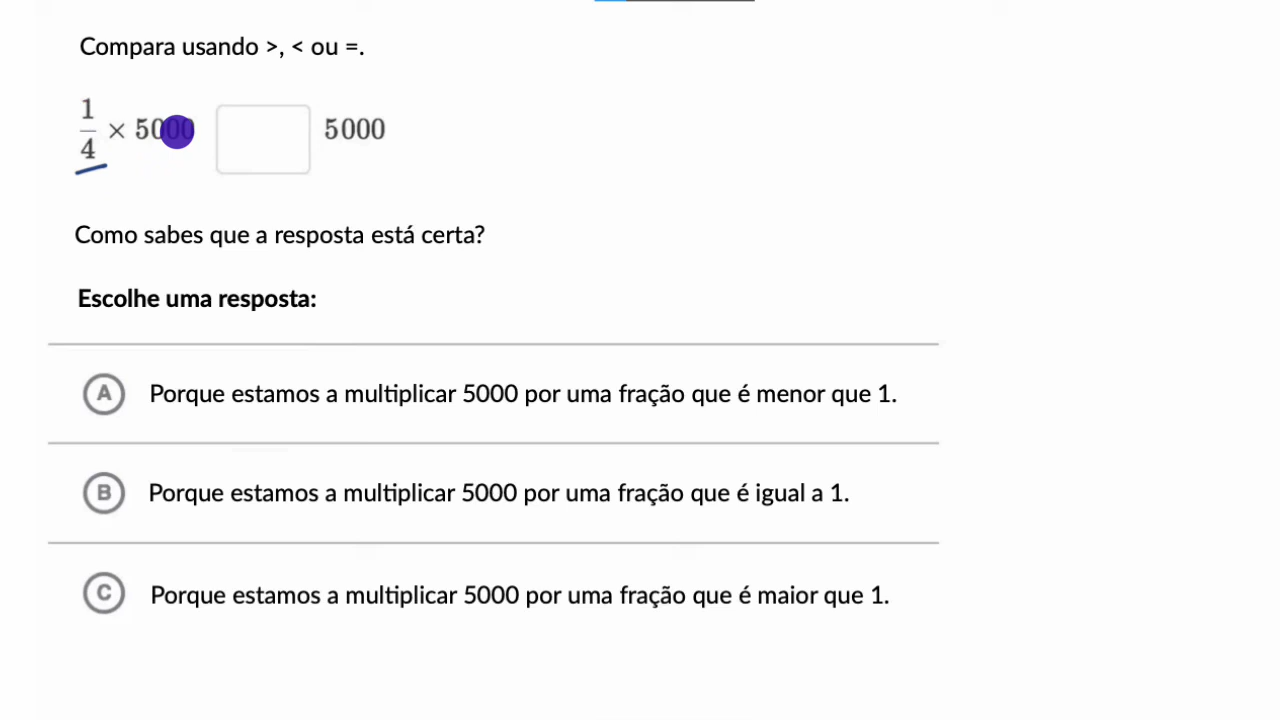 Compara usando >, < ou =.
1/4 × 5000 5000
Como sabes que a resposta está certa?
Escolhe uma resposta:
A Porque estamos a multiplicar 5000 por uma fração que é menor que 1.
B Porque estamos a multiplicar 5000 por uma fração que é igual a 1.
C Porque estamos a multiplicar 5000 por uma fração que é maior que 1.